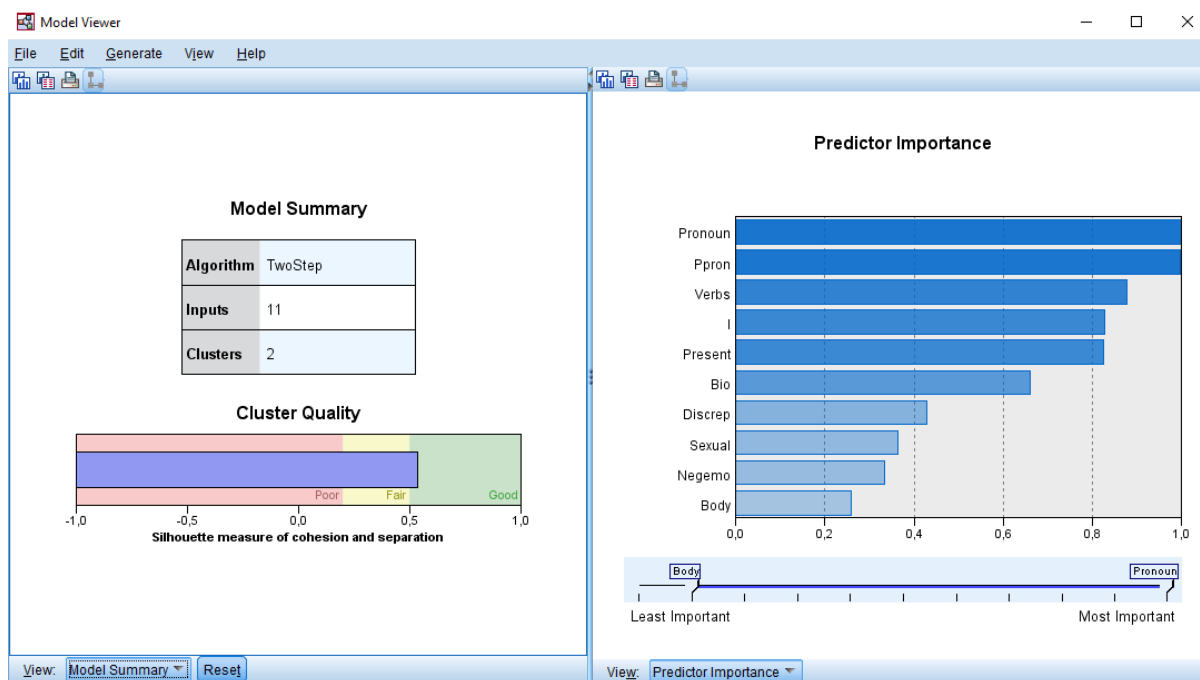 Model Viewer
File Edit Generate View Help
Model Summary
Algorithm TwoStep
Inputs 11
Clusters 2
Cluster Quality
Poor Fair Good
-1,0 -0,5 0,0 0,5 1,0
Silhouette measure of cohesion and separation
View: Model Summary Reset
Predictor Importance
Pronoun
Ppron
Verbs
I
Present
Bio
Discrep
Sexual
Negemo
Body
0,0 0,2 0,4 0,6 0,8 1,0
Body Pronoun
Least Important Most Important
View: Predictor Importance